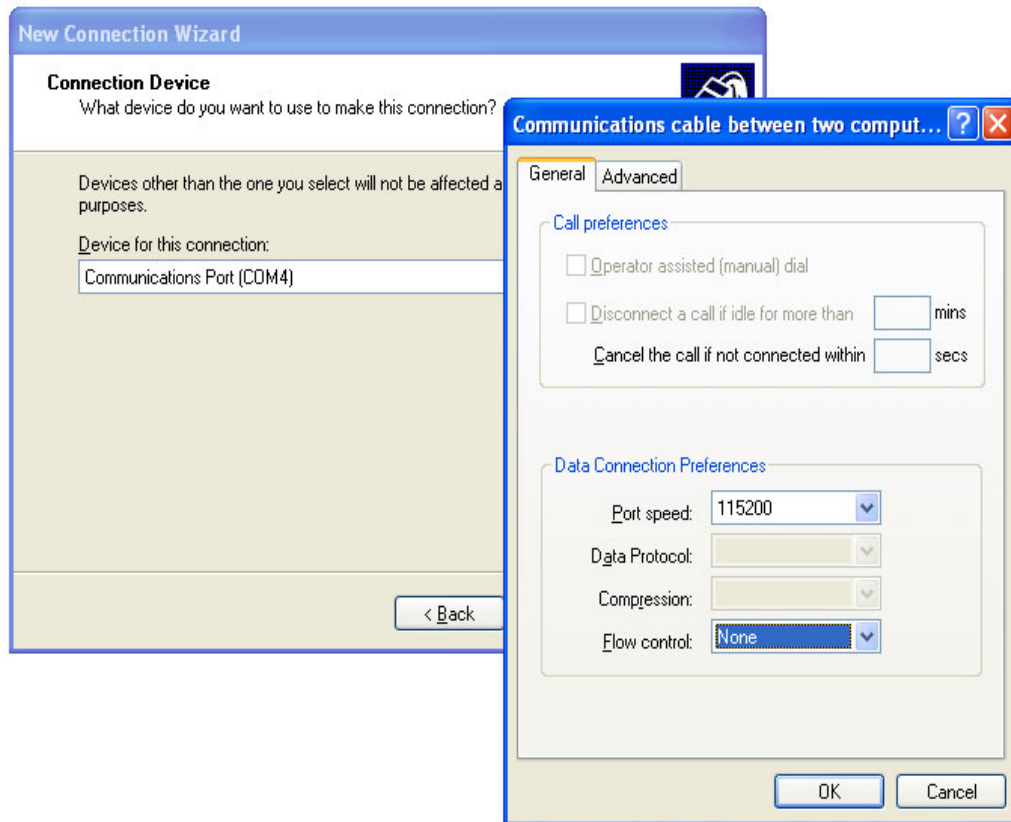 New Connection Wizard
Connection Device
What device do you want to use to make this connection?
Devices other than the one you select will not be affected a
purposes.
Device for this connection:
Communications Port (COM4)
< Back
Communications cable between two comput...
General
Advanced
Call preferences
Operator assisted (manual) dial
Disconnect a call if idle for more than mins
Cancel the call if not connected within secs
Data Connection Preferences
Port speed: 115200
Data Protocol:
Compression:
Flow control: None
OK
Cancel